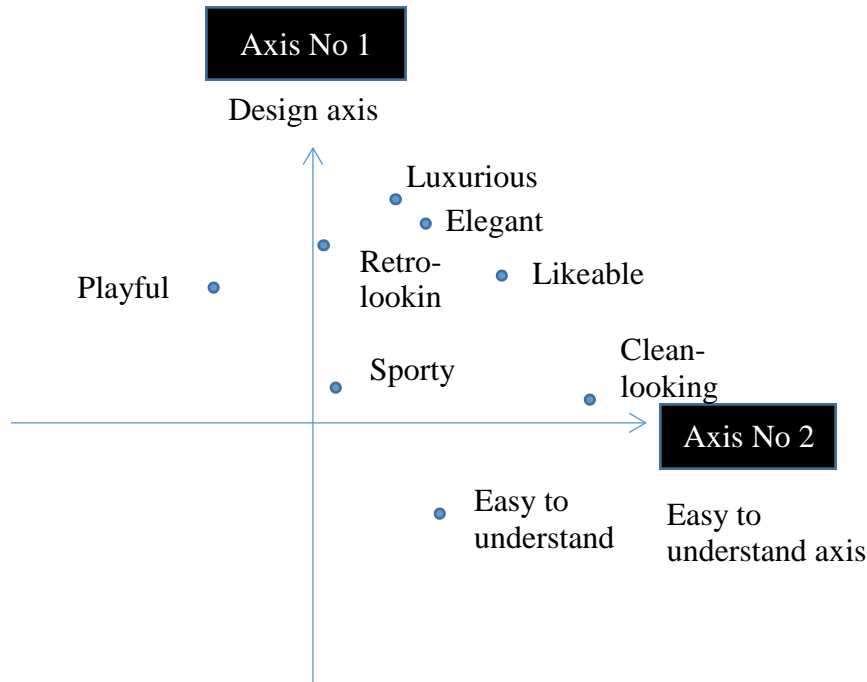 Axis No 1
Design axis
Luxurious
Elegant
Retro-
lookin
Likeable
Playful
Sporty
Clean-
looking
Axis No 2
Easy to
understand
Easy to
understand axis